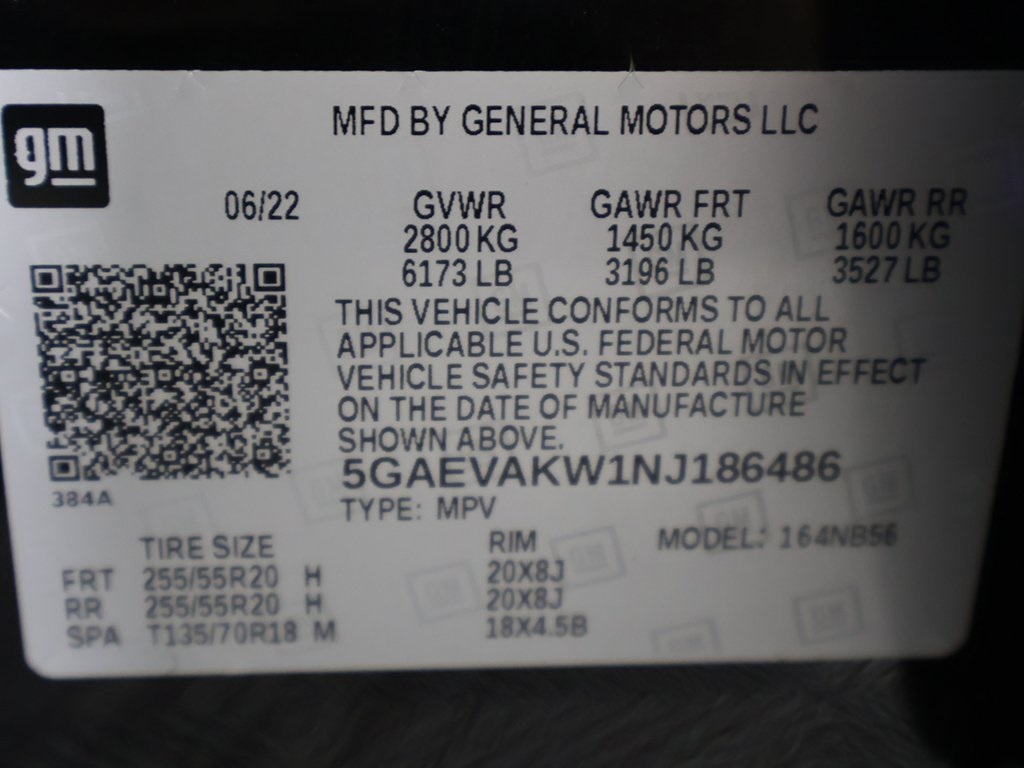 gm
MFD BY GENERAL MOTORS LLC
06/22 GVWR GAWR FRT GAWR RR
2800 KG 1450 KG 1600 KG
6173 LB 3196 LB 3527 LB
THIS VEHICLE CONFORMS TO ALL
APPLICABLE U.S. FEDERAL MOTOR
VEHICLE SAFETY STANDARDS IN EFFECT
ON THE DATE OF MANUFACTURE
SHOWN ABOVE.
5GAEVAKW1NJ186486
384A
TYPE: MPV
TIRE SIZE RIM MODEL: 164NB56
FRT 255/55R20 H 20X8J
RR 255/55R20 H 20X8J
SPA T135/70R18 M 18X4.5B